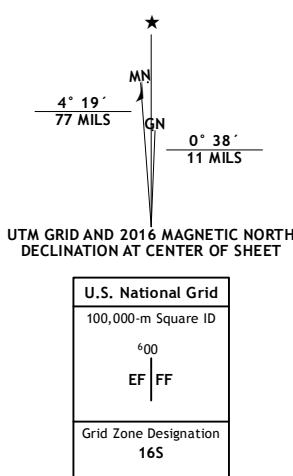 ★
MN
4° 19´
77 MILS
GN
0° 38´
11 MILS
UTM GRID AND 2016 MAGNETIC NORTH
DECLINATION AT CENTER OF SHEET
U.S. National Grid
100,000-m Square ID
⁶00
EF FF
Grid Zone Designation
16S